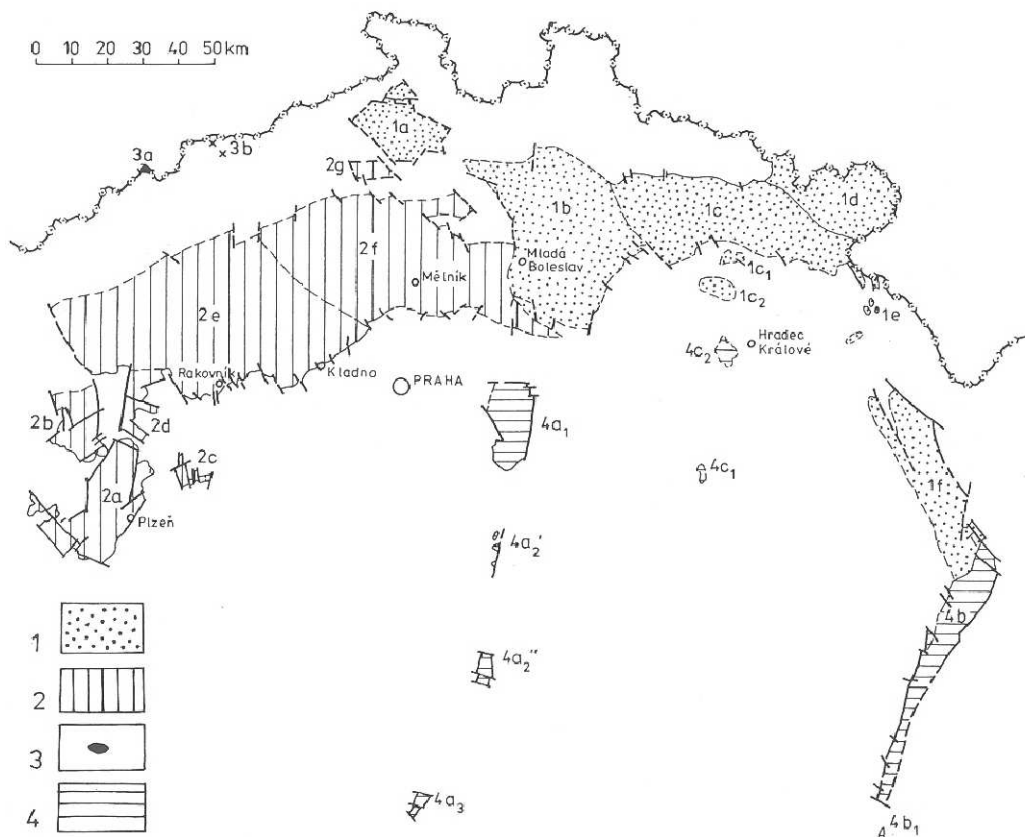 0 10 20 30 40 50 km
1a
3a
3b
2g
1b
1c
1d
2f
Mladá
Boleslav
1c₁
Mělník
1c₂
1e
2e
4c₂
Hradec
Králové
Rakovník
Kladno
PRAHA
2b
2d
4a₁
2c
4c₁
1f
2a
Plzeň
4a₂'
1
4b
2
4a₂''
3
4
4a₃
4b₁